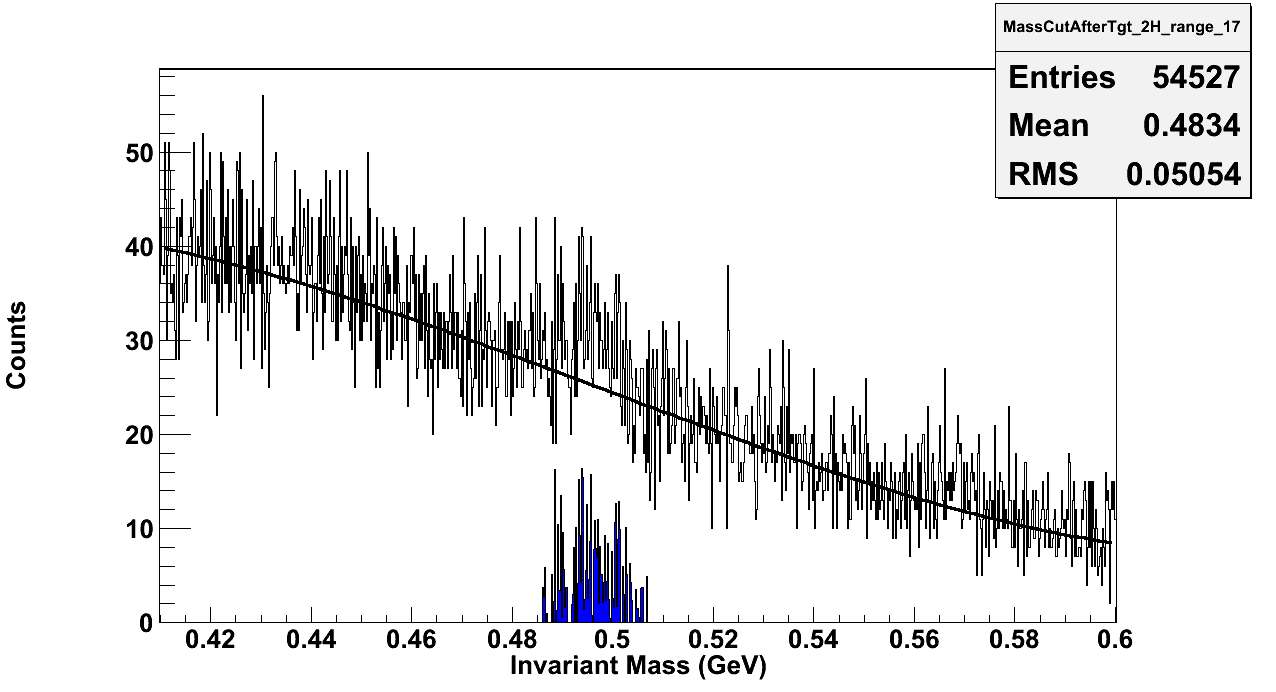 MassCutAfterTgt_2H_range_17
Entries 54527
Mean 0.4834
RMS 0.05054
Counts
50
40
30
20
10
0
0.42 0.44 0.46 0.48 0.5 0.52 0.54 0.56 0.58 0.6
Invariant Mass (GeV)